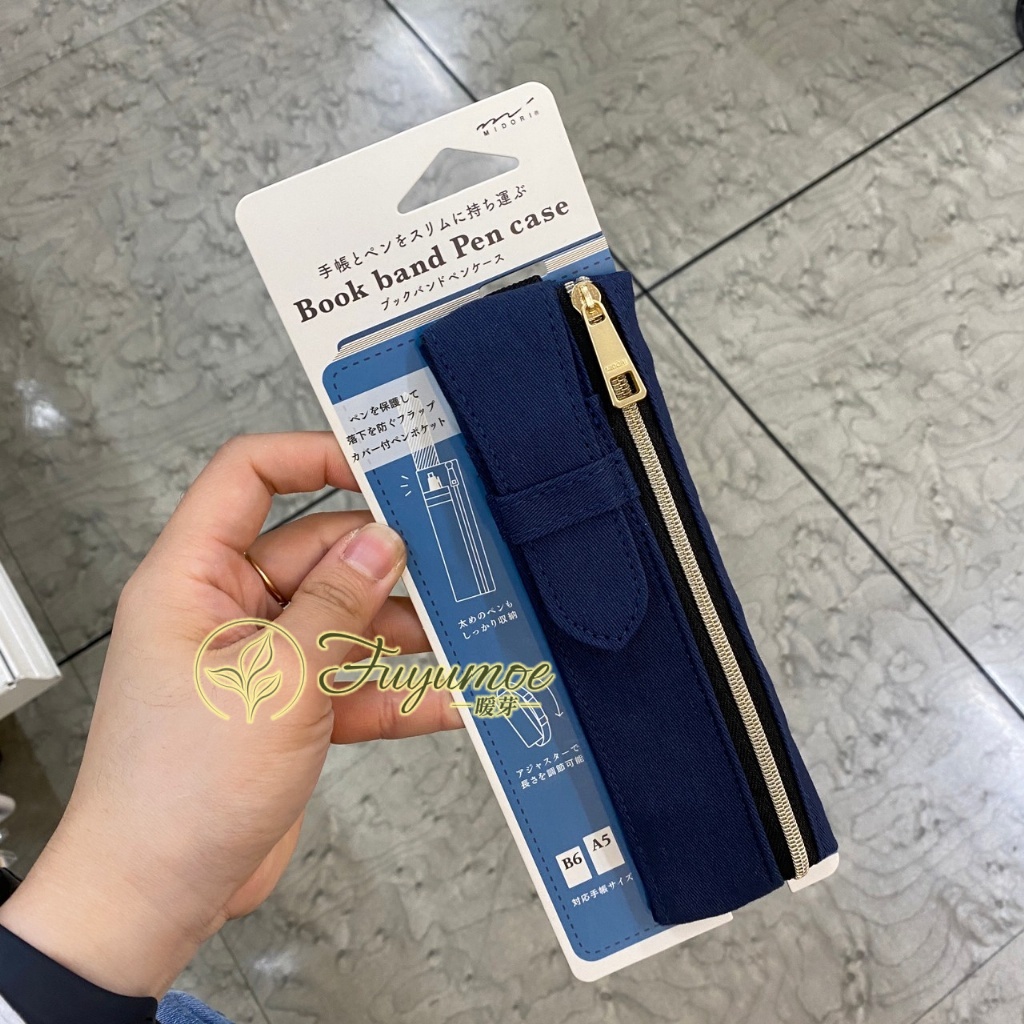 MIDORI®
手帳とペンをスリムに持ち運ぶ
Book band Pen case
ブックバンドペンケース
ペンを保護して
落下を防ぐフラップ
カバー付ペンポケット
太めのペンも
しっかり収納
Fuyumoe
暖芽
アジャスターで
長さを調節可能
B6 A5
対応手帳サイズ